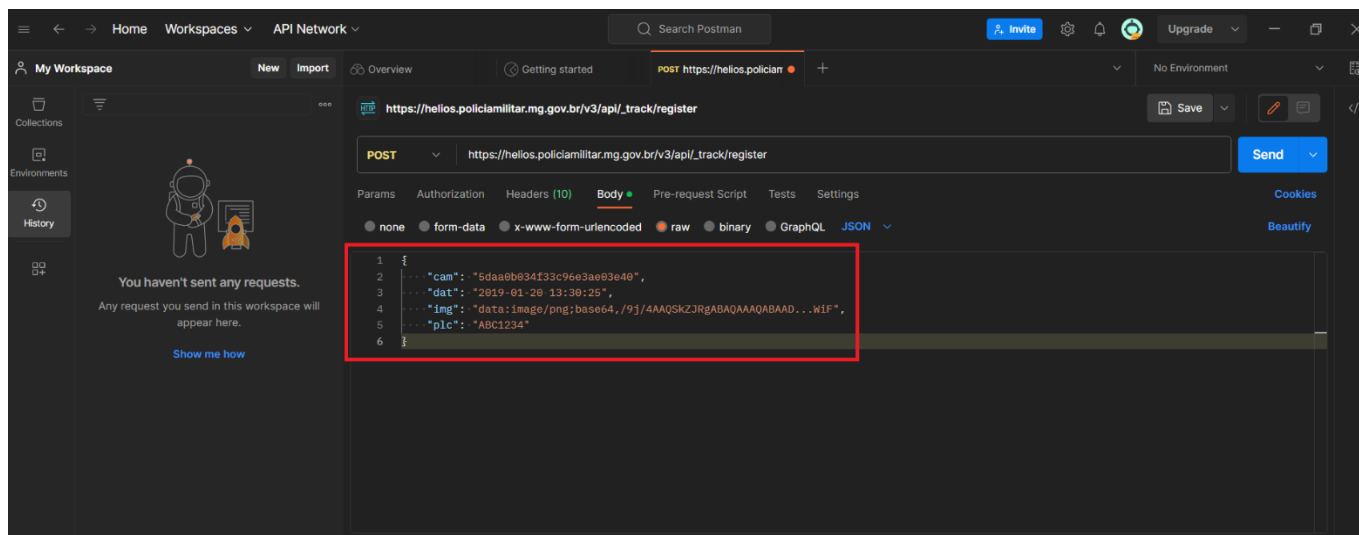 Home Workspaces API Network Search Postman Invite Upgrade
My Workspace New Import Overview Getting started POST https://helios.policiam No Environment
Collections
Environments
History
You haven't sent any requests.
Any request you send in this workspace will
appear here.
Show me how
HTTP https://helios.policiamilitar.mg.gov.br/v3/api/_track/register Save
POST https://helios.policiamilitar.mg.gov.br/v3/api/_track/register Send
Params Authorization Headers (10) Body Pre-request Script Tests Settings Cookies
none form-data x-www-form-urlencoded raw binary GraphQL JSON Beautify
1 {
2 "cam": "5daa0b034f33c96e3ae03e40",
3 "dat": "2019-01-20 13:30:25",
4 "img": "data:image/png;base64,/9j/4AAQSkZJRgABAQAAAQABAAD...WiF",
5 "plc": "ABC1234"
6 }